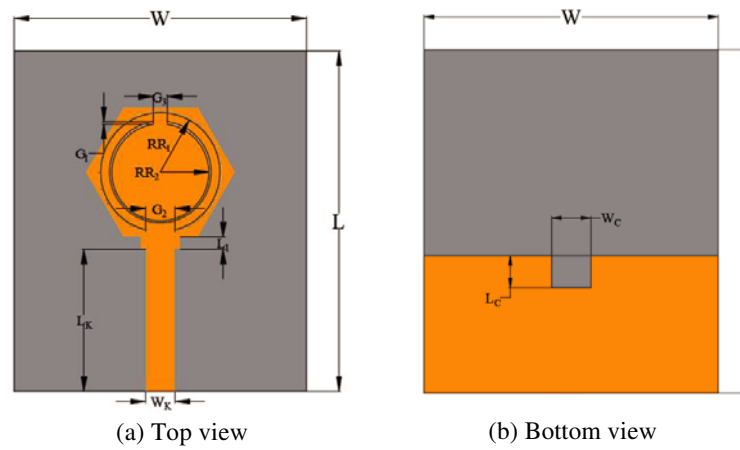 W
W
G3
RR1
G1
RR2
G2
WC
L
L1
LC
LK
WK
(a) Top view
(b) Bottom view